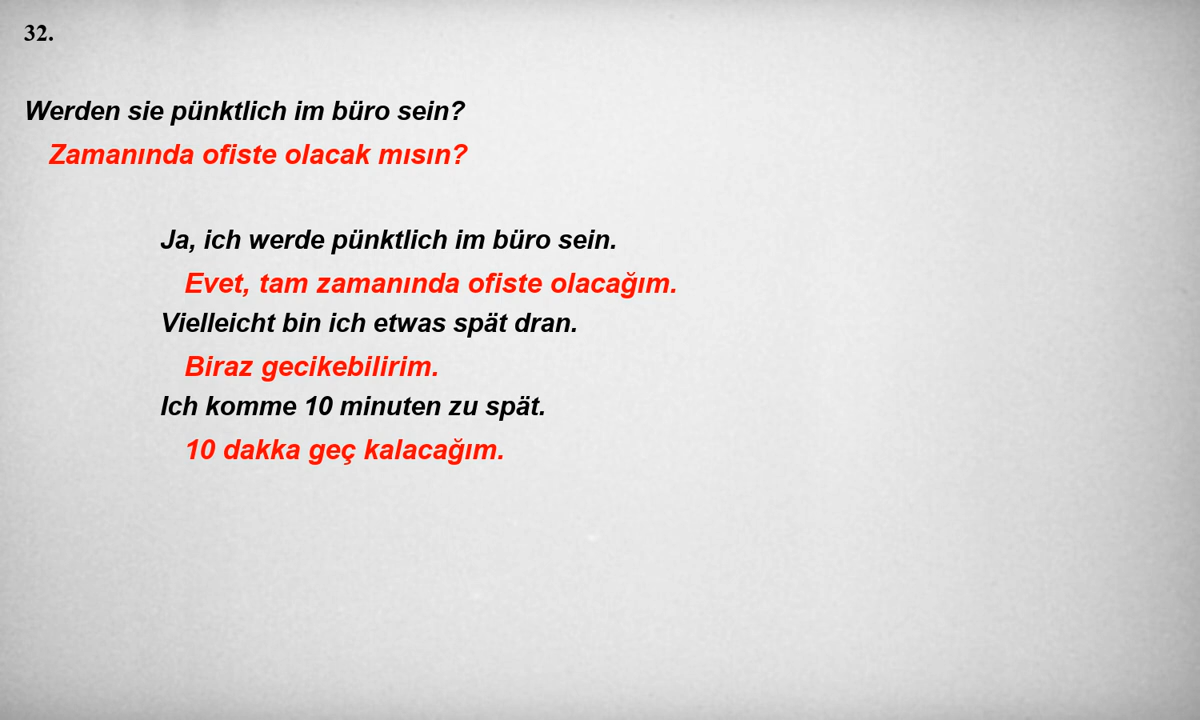 32.
Werden sie pünktlich im büro sein?
Zamanında ofiste olacak mısın?
Ja, ich werde pünktlich im büro sein.
Evet, tam zamanında ofiste olacağım.
Vielleicht bin ich etwas spät dran.
Biraz gecikebilirim.
Ich komme 10 minuten zu spät.
10 dakka geç kalacağım.